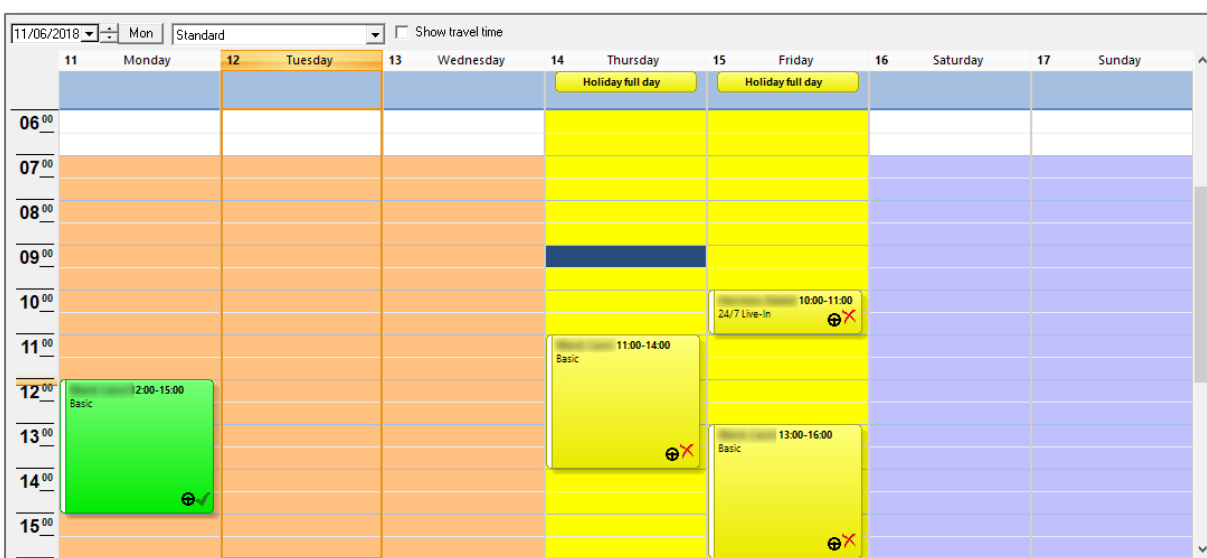 11/06/2018 Mon Standard Show travel time
11 Monday 12 Tuesday 13 Wednesday 14 Thursday 15 Friday 16 Saturday 17 Sunday
Holiday full day Holiday full day
06 00
07 00
08 00
09 00
10 00
10:00-11:00
24/7 Live-In
11 00
11:00-14:00
Basic
12 00
12:00-15:00
Basic
13 00
13:00-16:00
Basic
14 00
15 00